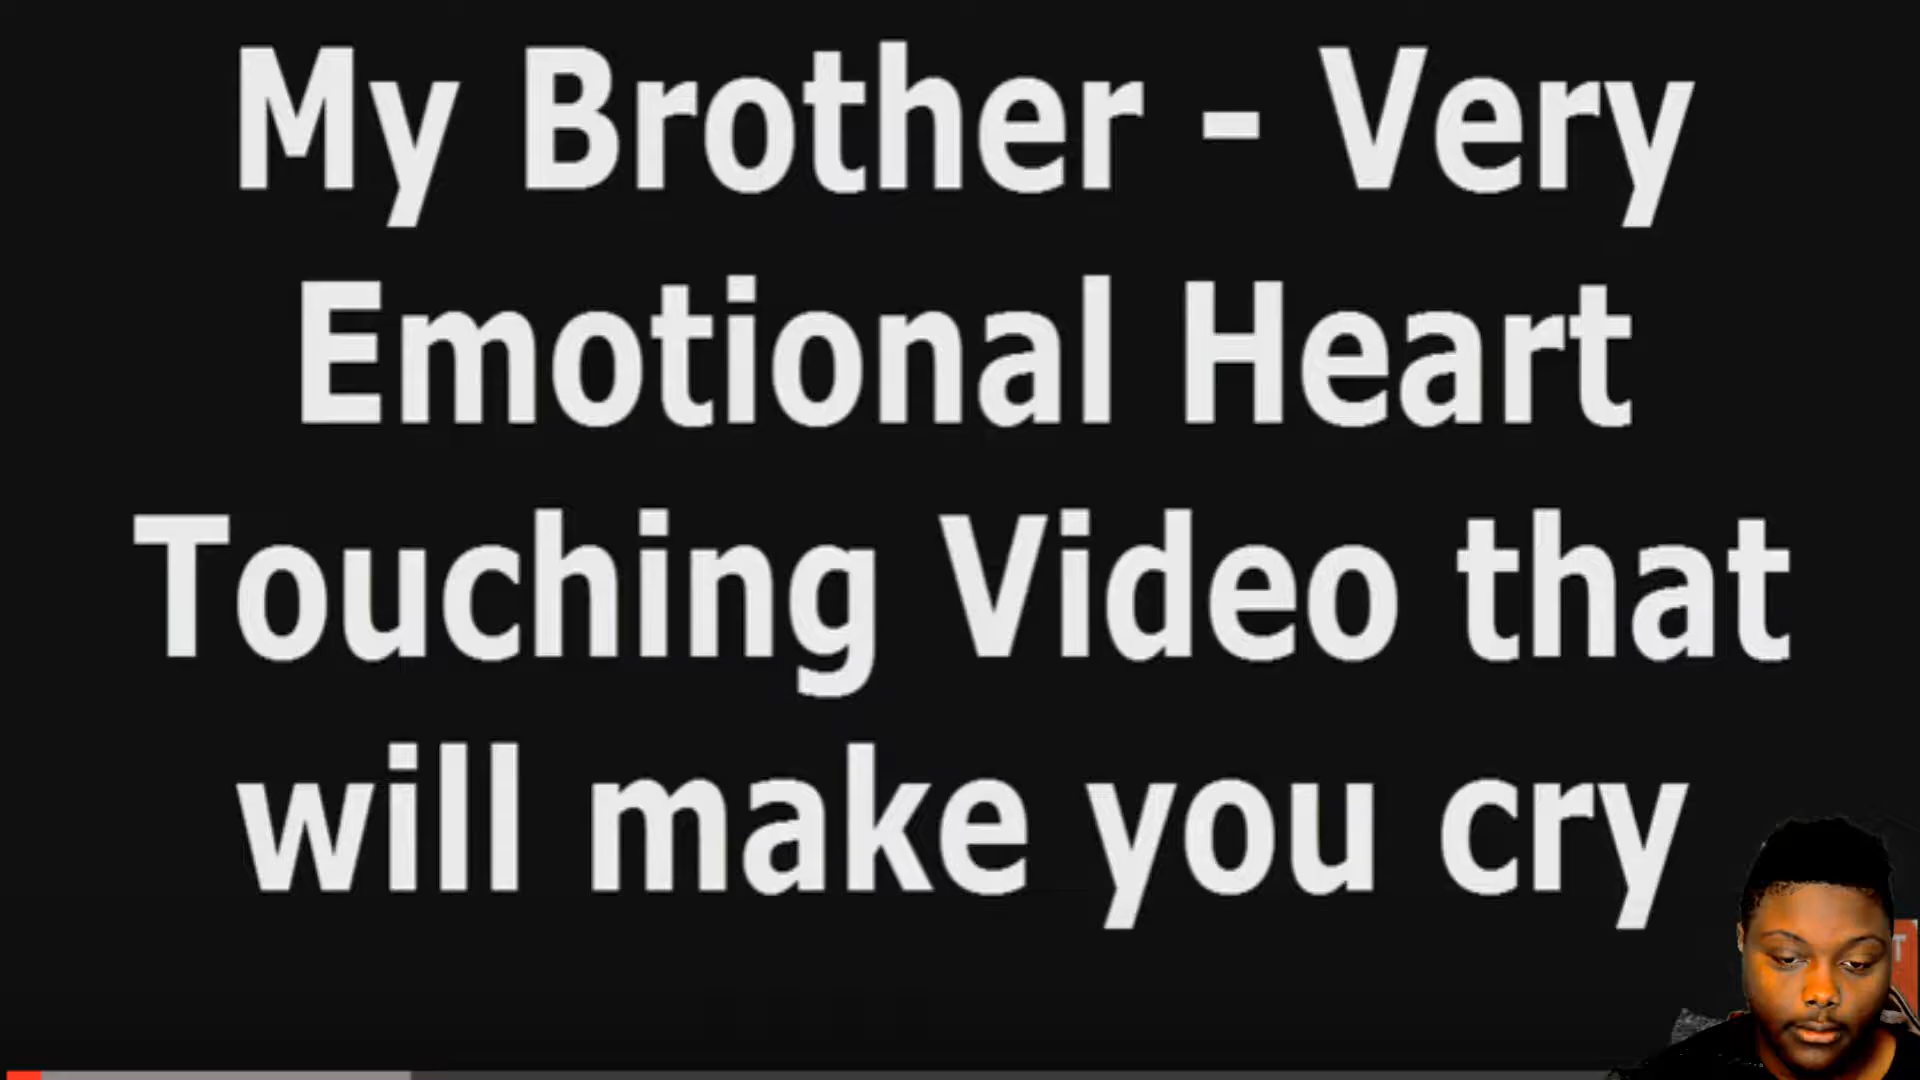 My Brother - Very
Emotional Heart
Touching Video that
will make you cry
T